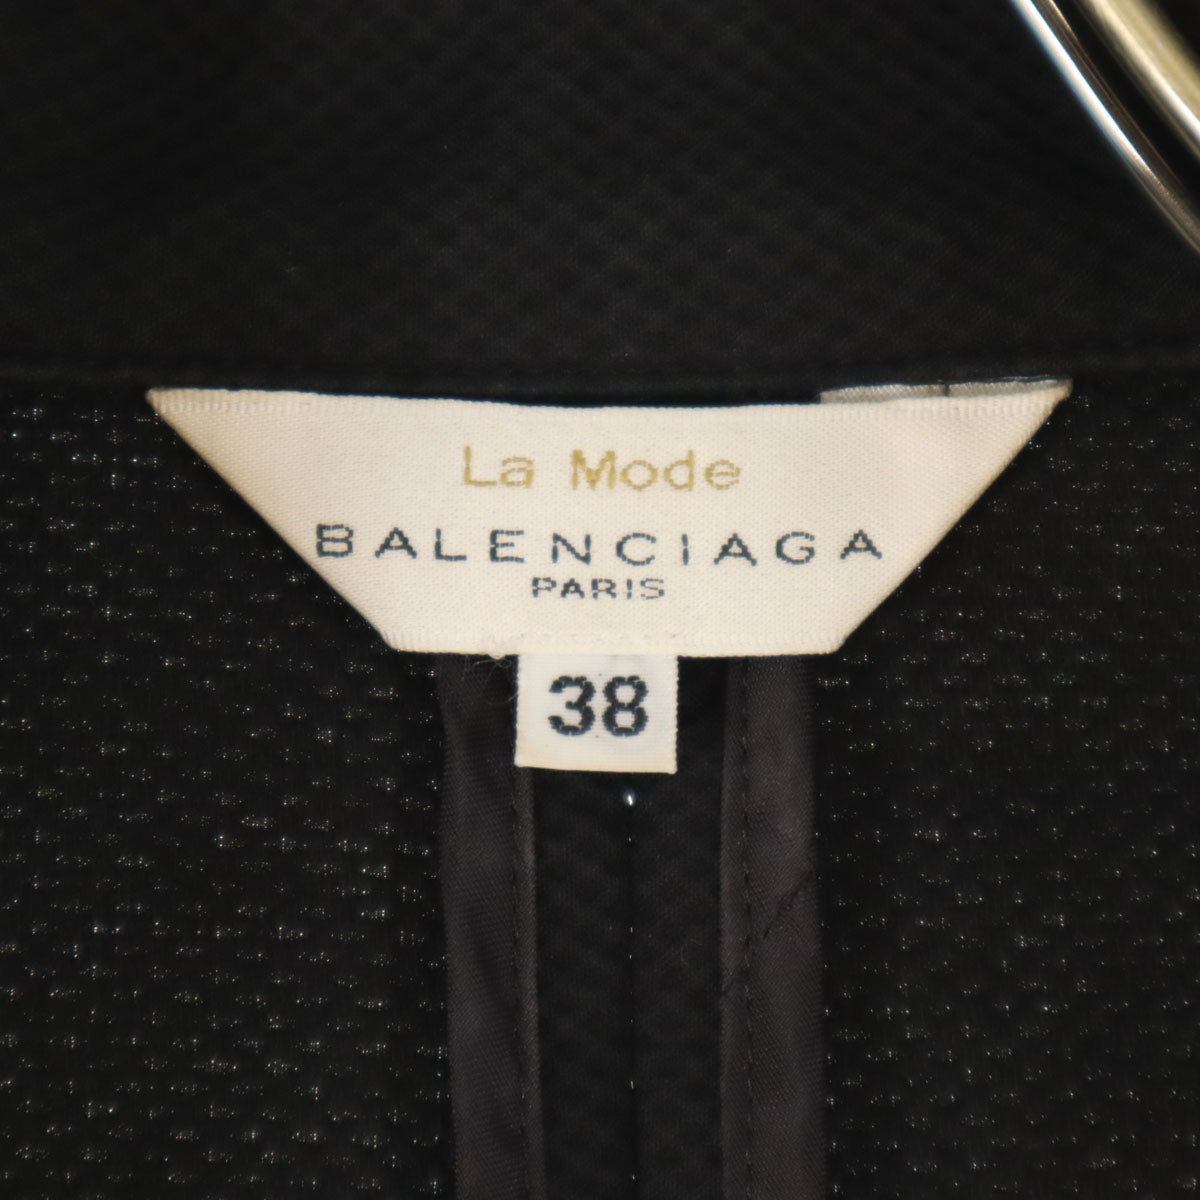 La Mode
BALENCIAGA
PARIS
38